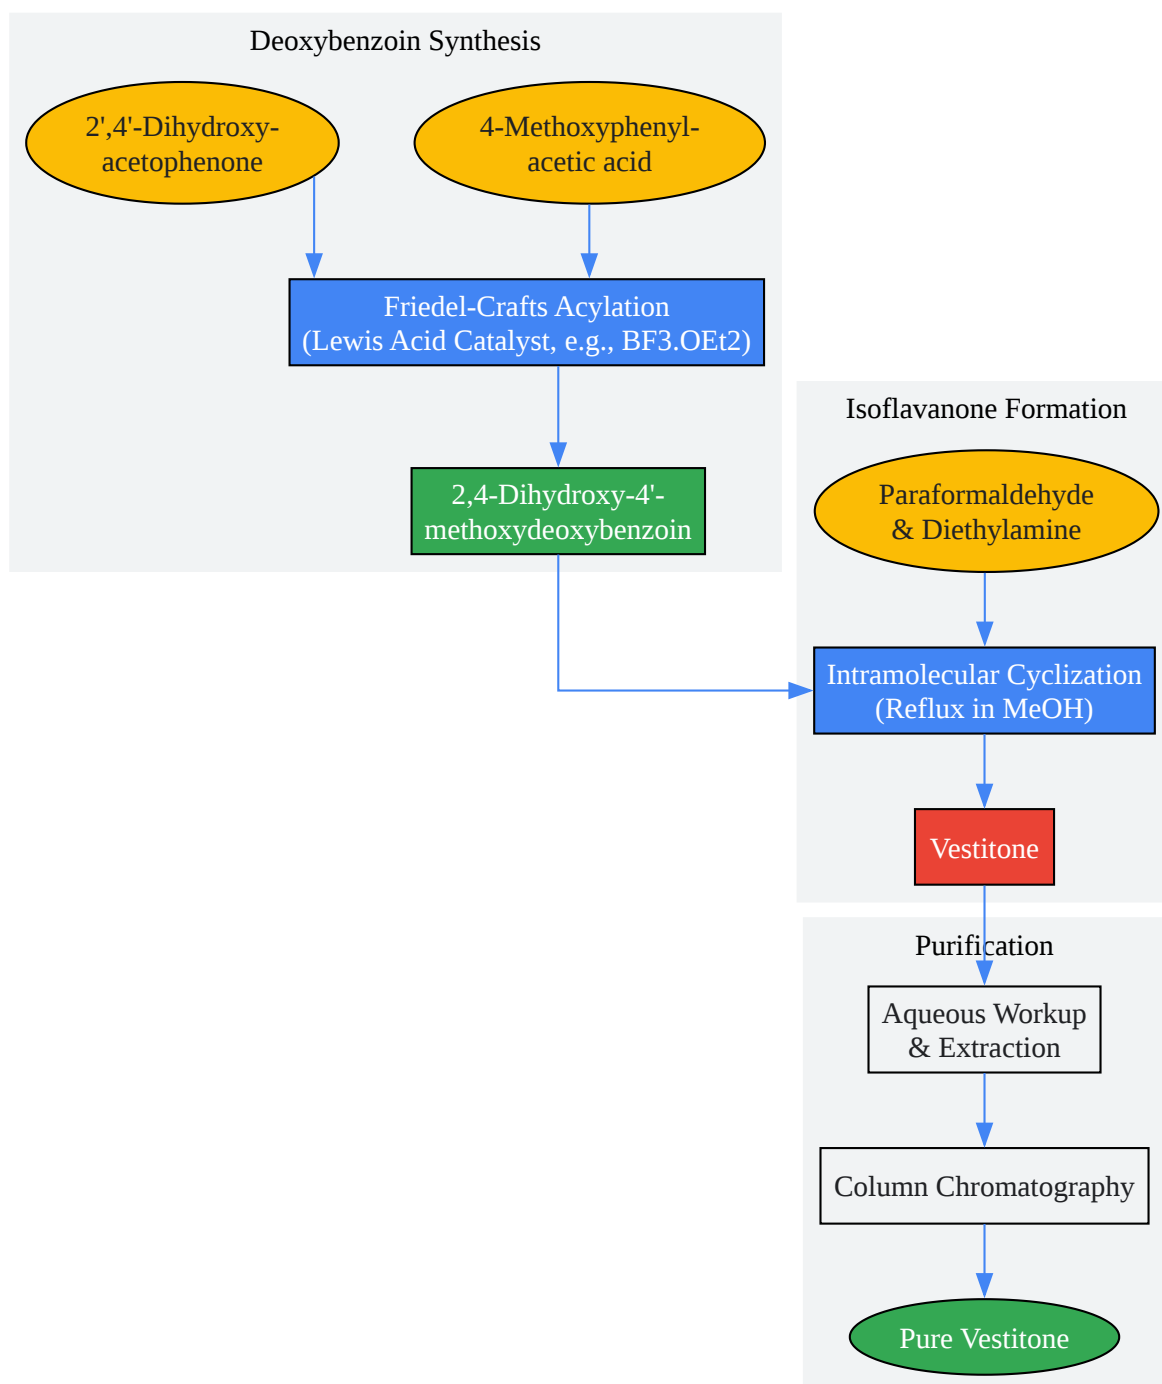 Deoxybenzoin Synthesis
2',4'-Dihydroxy-
acetophenone
4-Methoxyphenyl-
acetic acid
Friedel-Crafts Acylation
(Lewis Acid Catalyst, e.g., BF3.OEt2)
2,4-Dihydroxy-4'-
methoxydeoxybenzoin
Isoflavanone Formation
Paraformaldehyde
& Diethylamine
Intramolecular Cyclization
(Reflux in MeOH)
Vestitone
Purification
Aqueous Workup
& Extraction
Column Chromatography
Pure Vestitone